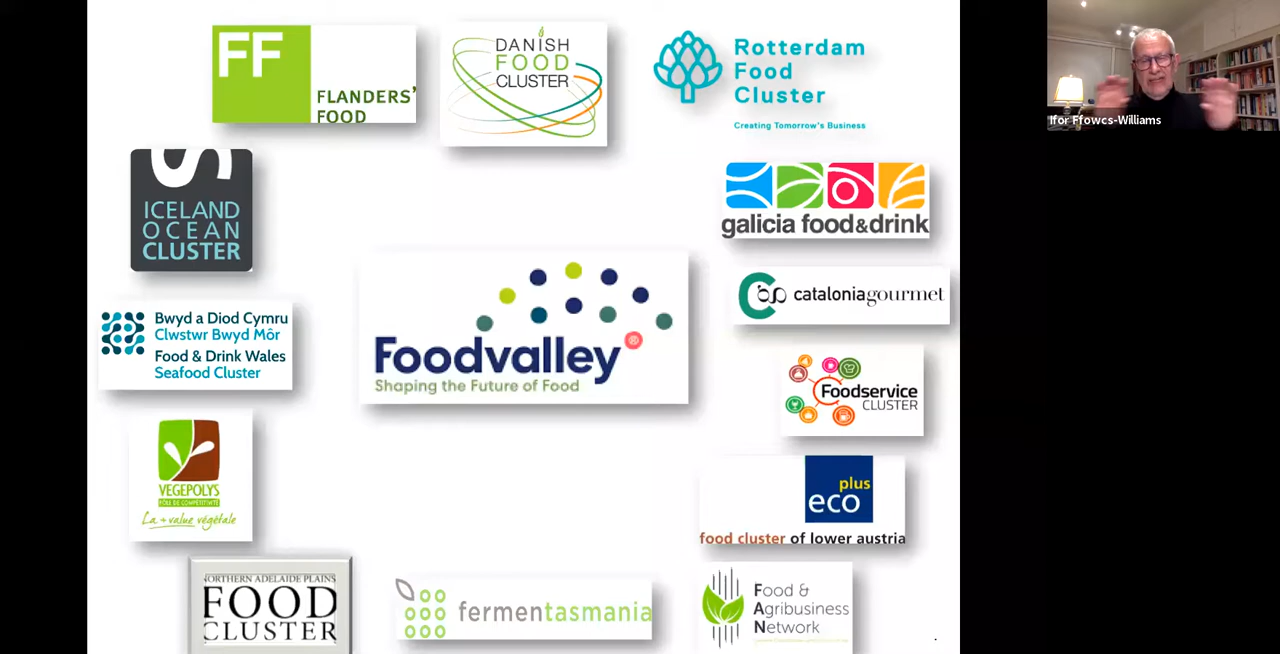 FF
FLANDERS'
FOOD
DANISH
FOOD
CLUSTER
Rotterdam
Food
Cluster
Creating Tomorrow's Business
Ifor Ffowcs-Williams
ICELAND
OCEAN
CLUSTER
galicia food&drink
cataloniagourmet
Bwyd a Diod Cymru
Clwstwr Bwyd Môr
Food & Drink Wales
Seafood Cluster
Foodvalley
Shaping the Future of Food
Foodservice
CLUSTER
VEGEPOLYS
PÔLE DE COMPÉTITIVITÉ
La + value végétale
plus
eco
food cluster of lower austria
NORTHERN ADELAIDE PLAINS
FOOD
CLUSTER
fermentasmania
Food &
Agribusiness
Network